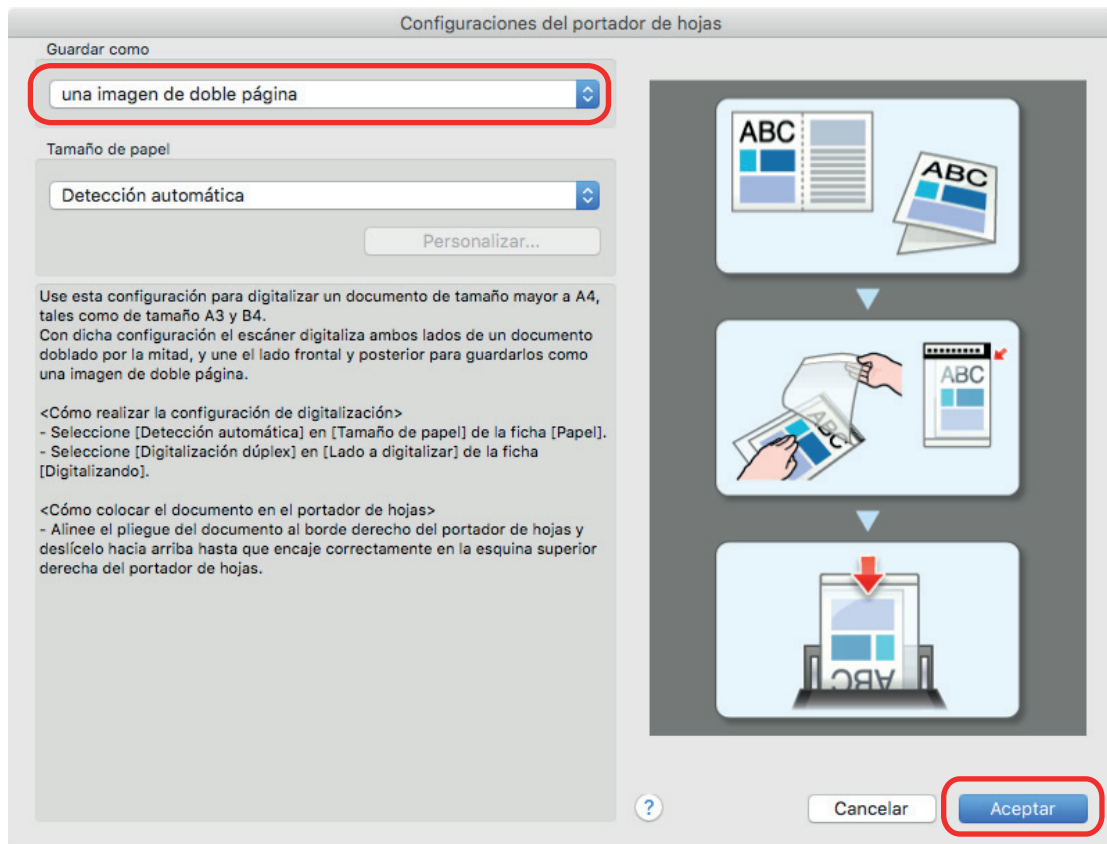 Configuraciones del portador de hojas
Guardar como
una imagen de doble página
Tamaño de papel
Detección automática
Personalizar...
Use esta configuración para digitalizar un documento de tamaño mayor a A4,
tales como de tamaño A3 y B4.
Con dicha configuración el escáner digitaliza ambos lados de un documento
doblado por la mitad, y une el lado frontal y posterior para guardarlos como
una imagen de doble página.
<Cómo realizar la configuración de digitalización>
- Seleccione [Detección automática] en [Tamaño de papel] de la ficha [Papel].
- Seleccione [Digitalización dúplex] en [Lado a digitalizar] de la ficha
[Digitalizando].
<Cómo colocar el documento en el portador de hojas>
- Alinee el pliegue del documento al borde derecho del portador de hojas y
deslícelo hacia arriba hasta que encaje correctamente en la esquina superior
derecha del portador de hojas.
ABC
ABC
ABC
ABC
ABC
?
Cancelar
Aceptar